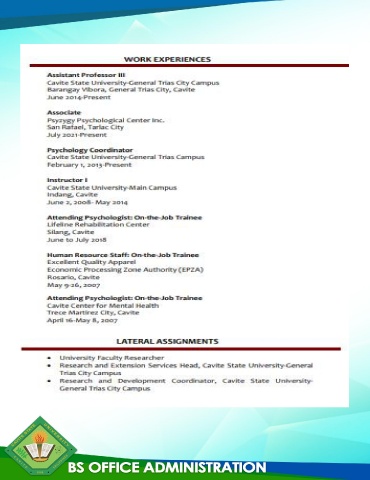 WORK EXPERIENCES
Assistant Professor III
Cavite State University-General Trias City Campus
Barangay Vibora, General Trias City, Cavite
June 2014-Present
Associate
Psyzygy Psychological Center Inc.
San Rafael, Tarlac City
July 2021-Present
Psychology Coordinator
Cavite State University-General Trias Campus
February 1, 2013-Present
Instructor I
Cavite State University-Main Campus
Indang, Cavite
June 2, 2008- May 2014
Attending Psychologist: On-the-Job Trainee
Lifeline Rehabilitation Center
Silang, Cavite
June to July 2018
Human Resource Staff: On-the-Job Trainee
Excellent Quality Apparel
Economic Processing Zone Authority (EPZA)
Rosario, Cavite
May 9-26, 2007
Attending Psychologist: On-the-Job Trainee
Cavite Center for Mental Health
Trece Martirez City, Cavite
April 16-May 8, 2007
LATERAL ASSIGNMENTS
• University Faculty Researcher
• Research and Extension Services Head, Cavite State University-General
Trias City Campus
• Research and Development Coordinator, Cavite State University-
General Trias City Campus
BS OFFICE ADMINISTRATION